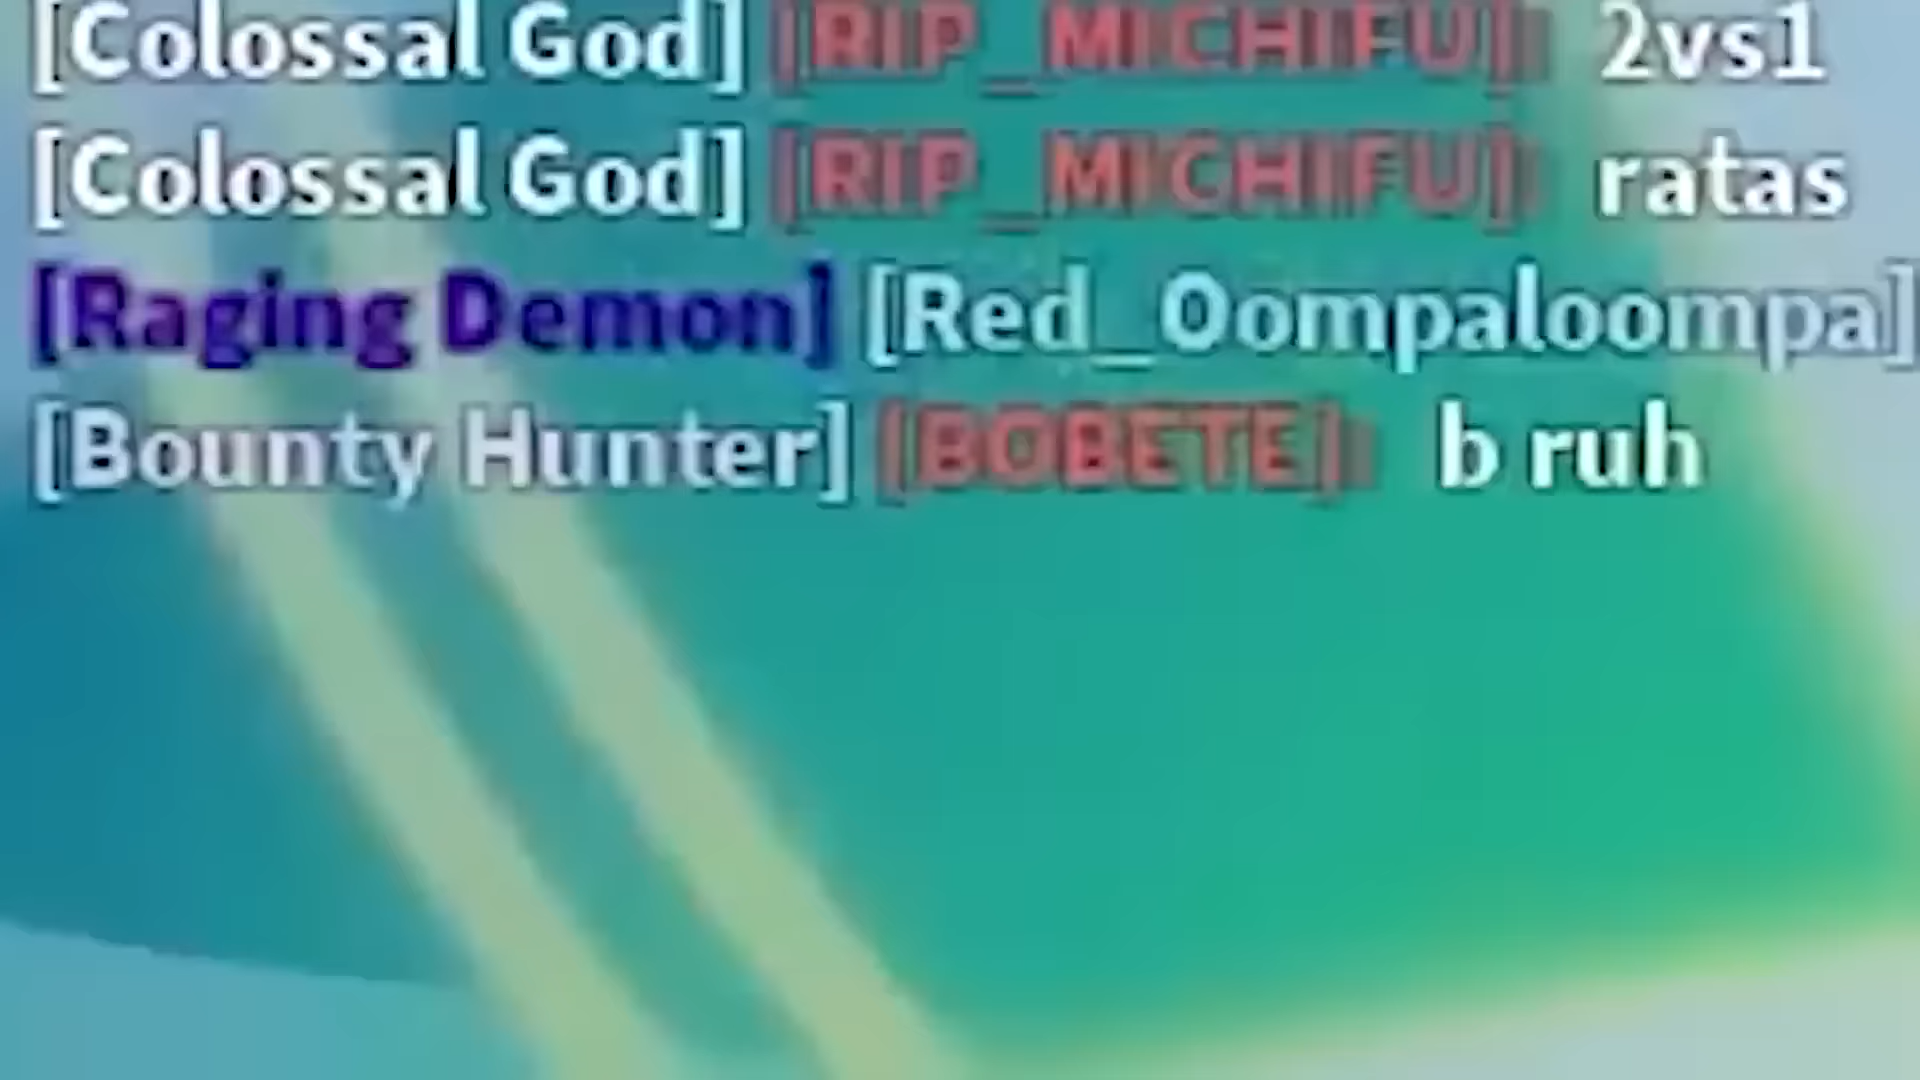 [Colossal God] [RIP_MICHIFU]: 2vs1
[Colossal God] [RIP_MICHIFU]: ratas
[Raging Demon] [Red_Oompaloompa]
[Bounty Hunter] [BOBETE]: b ruh